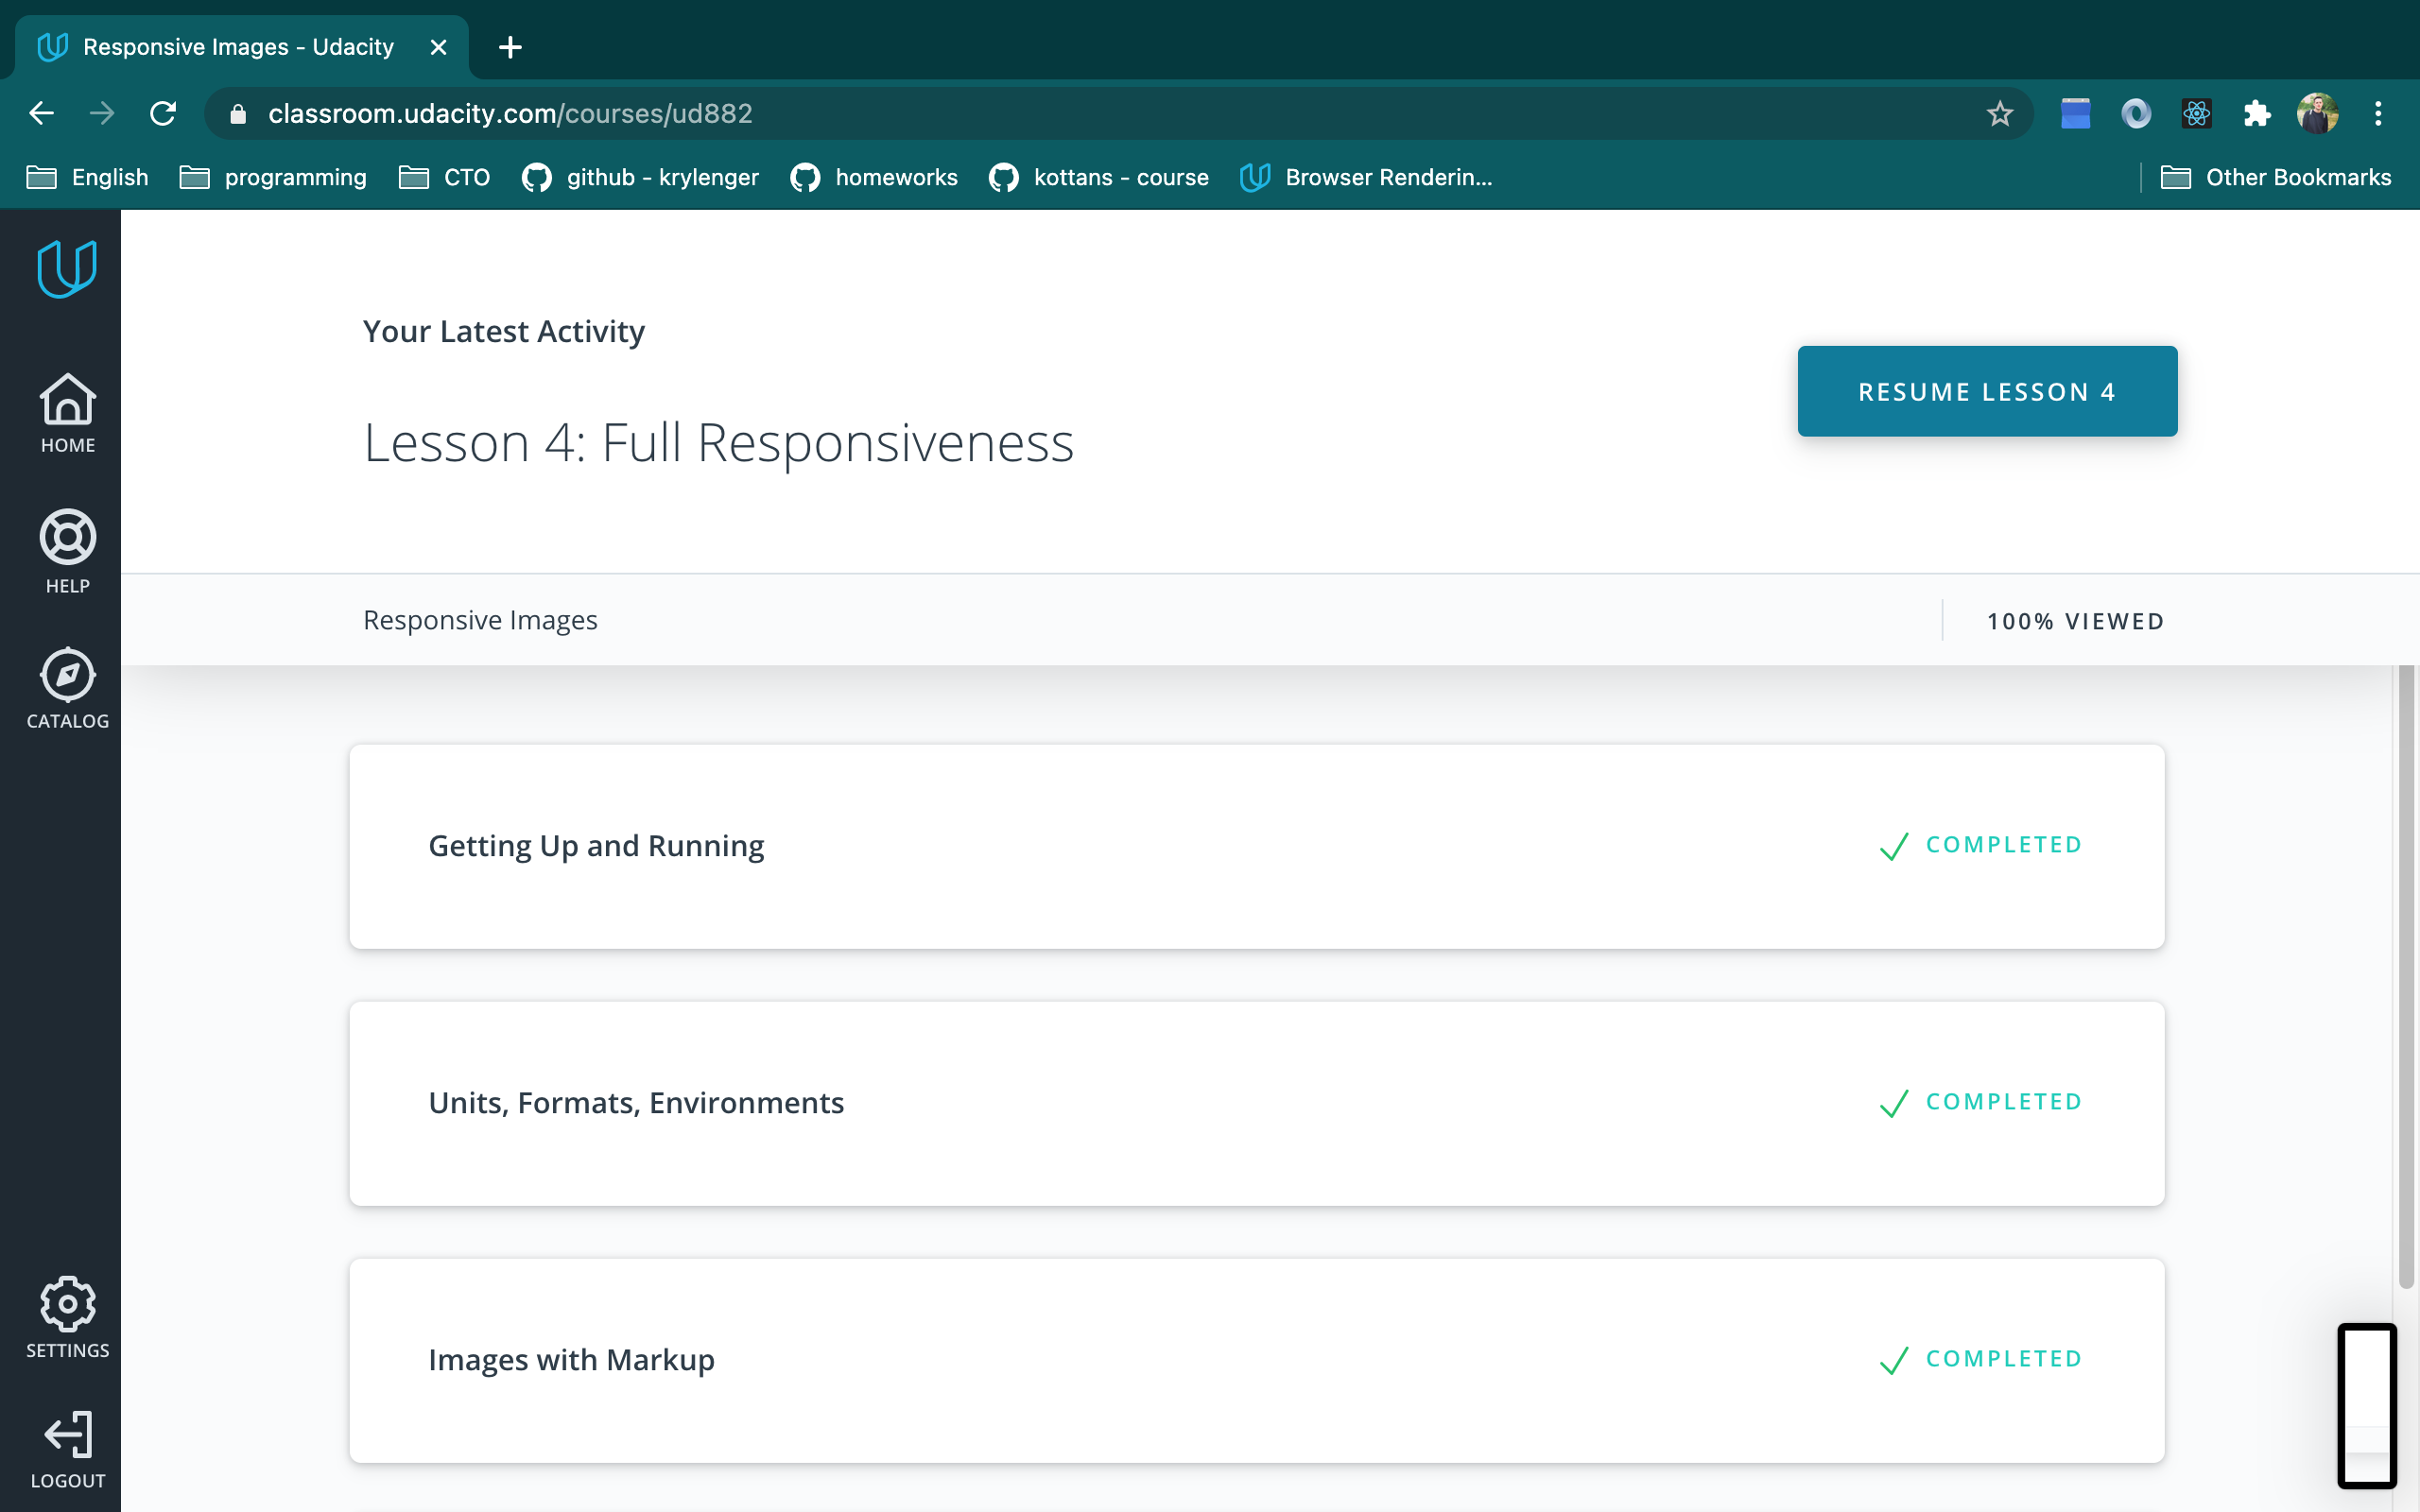 Responsive Images - Udacity
classroom.udacity.com/courses/ud882
English programming CTO github - krylenger homeworks kottans - course Browser Renderin... Other Bookmarks
HOME
HELP
CATALOG
SETTINGS
LOGOUT
Your Latest Activity
Lesson 4: Full Responsiveness
RESUME LESSON 4
Responsive Images
100% VIEWED
Getting Up and Running
COMPLETED
Units, Formats, Environments
COMPLETED
Images with Markup
COMPLETED